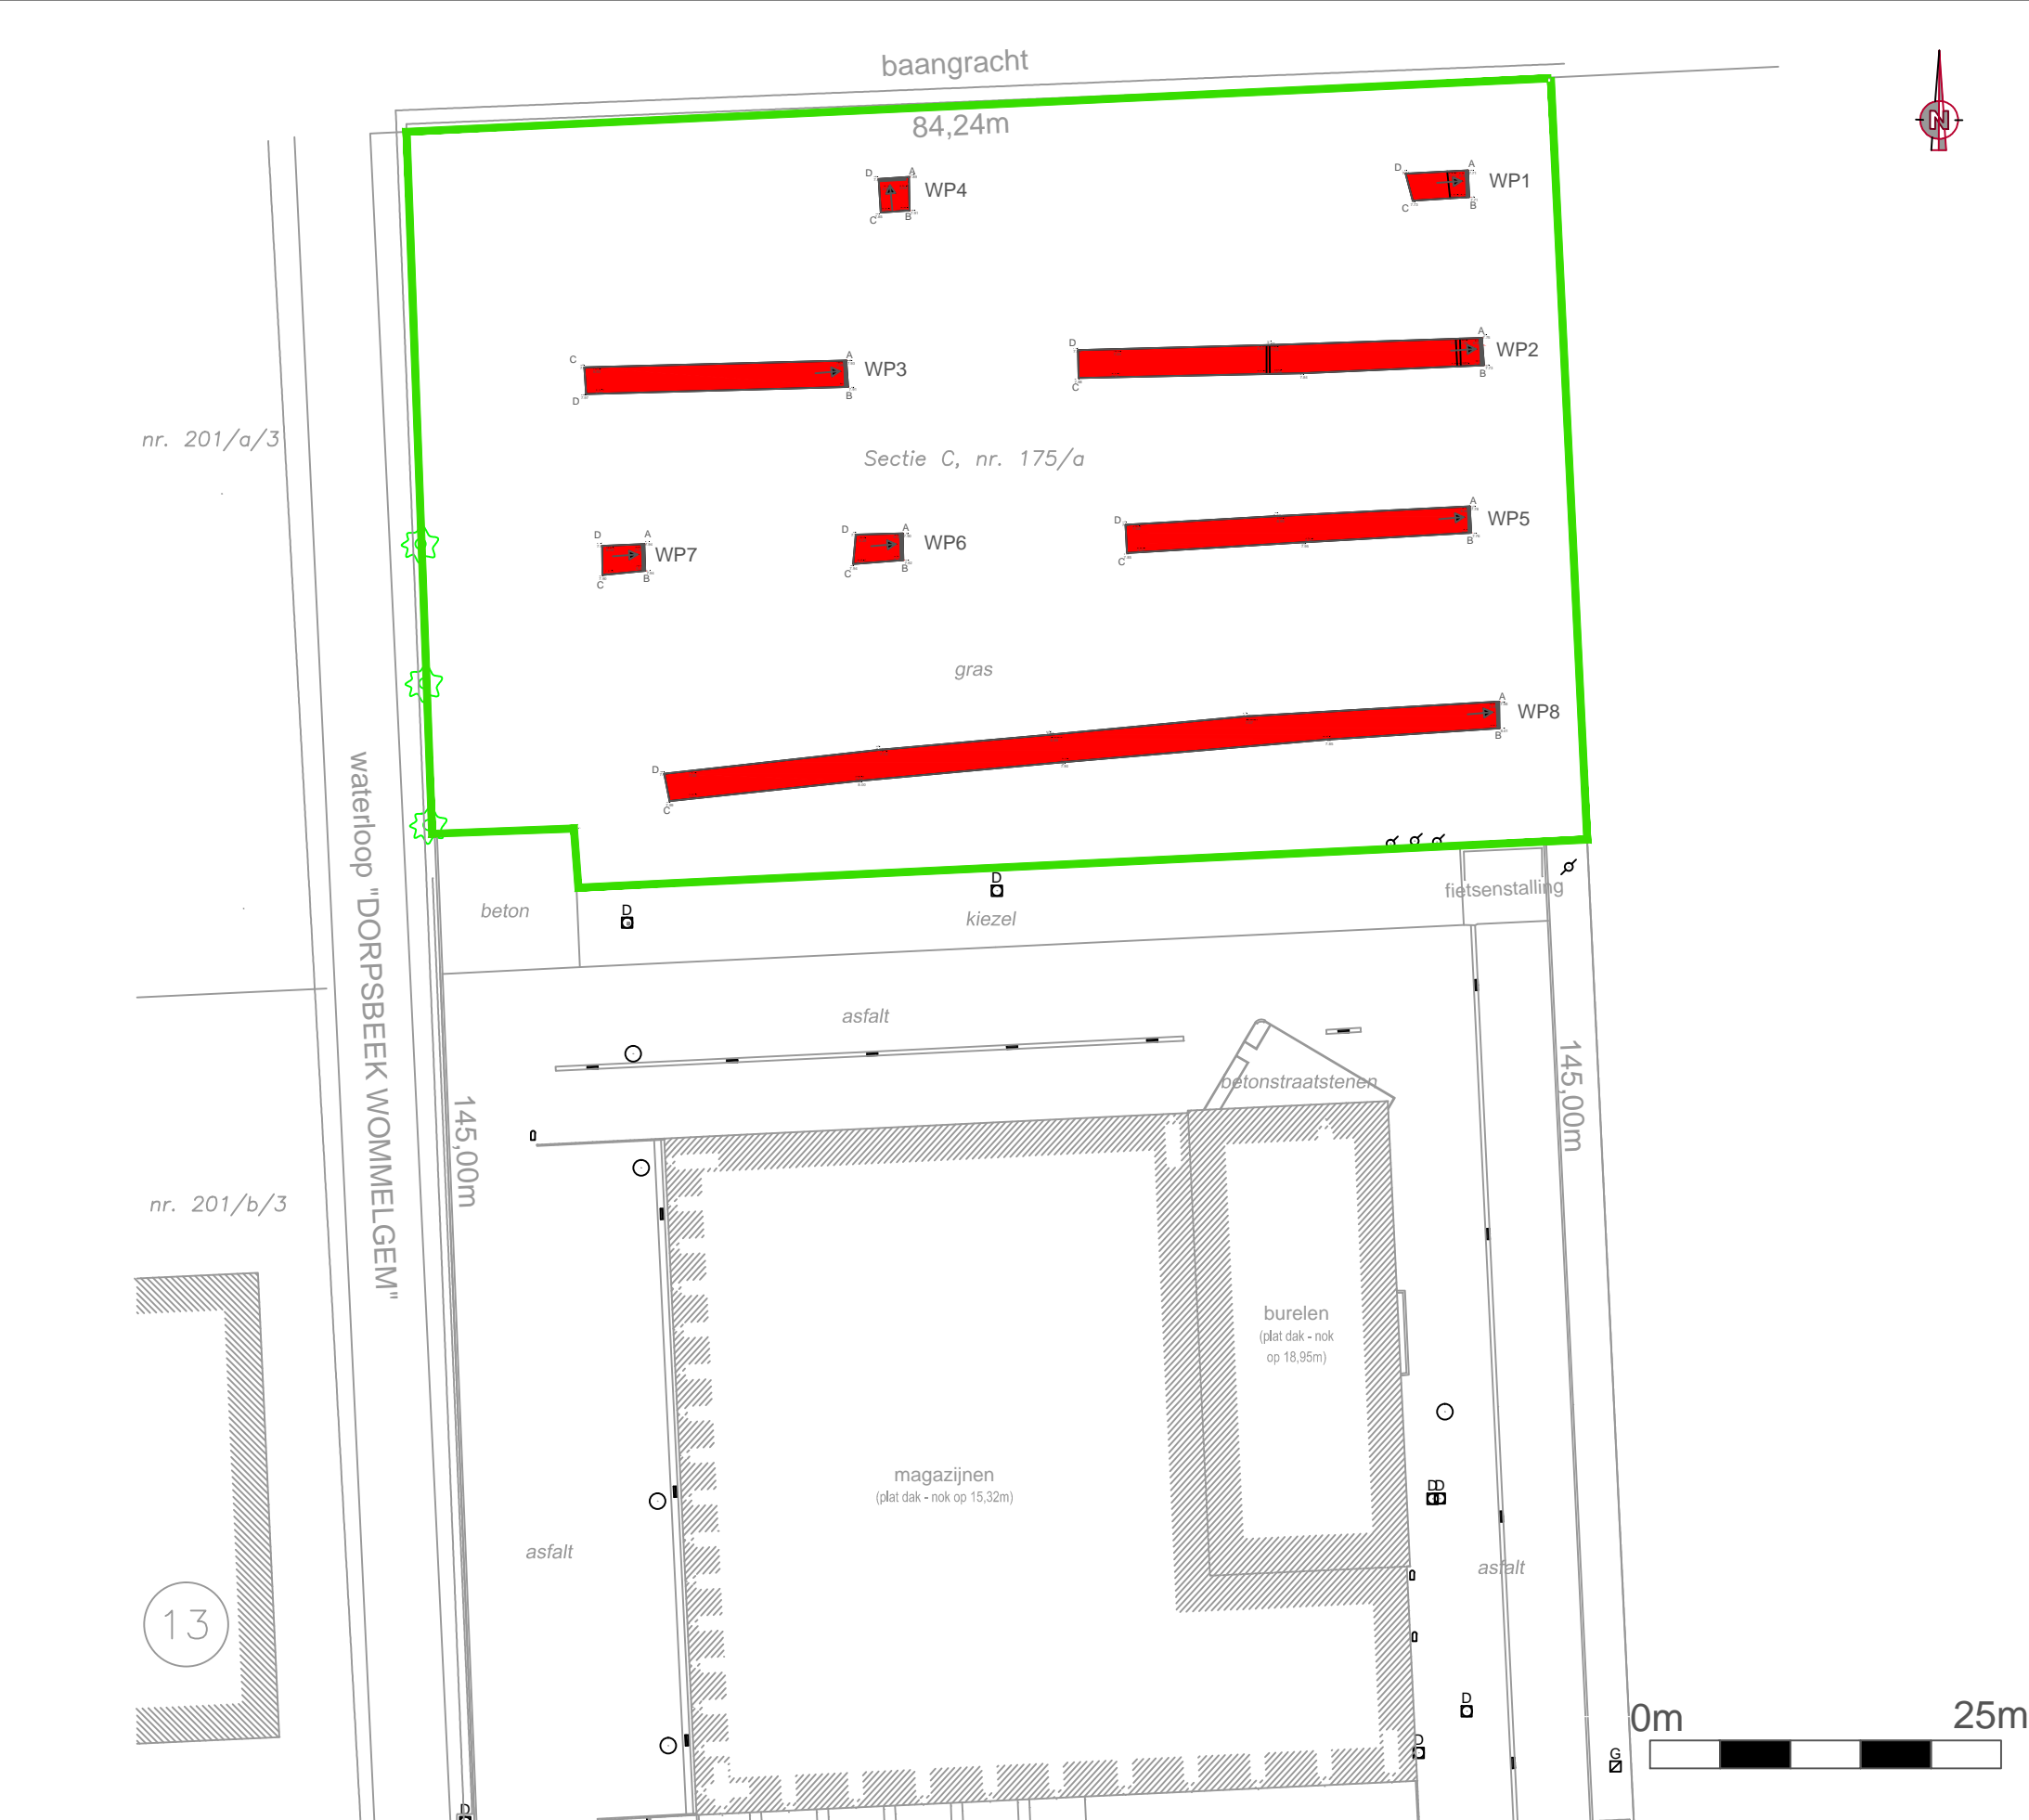 baangracht
84,24m
N
D A
WP4
C B
D A
WP1
C B
C A
WP3
D B
D A
WP2
C B
nr. 201/a/3
Sectie C, nr. 175/a
D A
WP5
C B
D A
WP7
C B
D A
WP6
C B
gras
D A
WP8
C B
waterloop "DORPSBEEK WOMMELGEM"
beton
D
D
kiezel
fietsenstalling
asfalt
betonstraatstenen
145,00m
145,00m
nr. 201/b/3
burelen
(plat dak - nok
op 18,95m)
magazijnen
(plat dak - nok op 15,32m)
D D
asfalt
asfalt
13
D
D
G
D
0m 25m